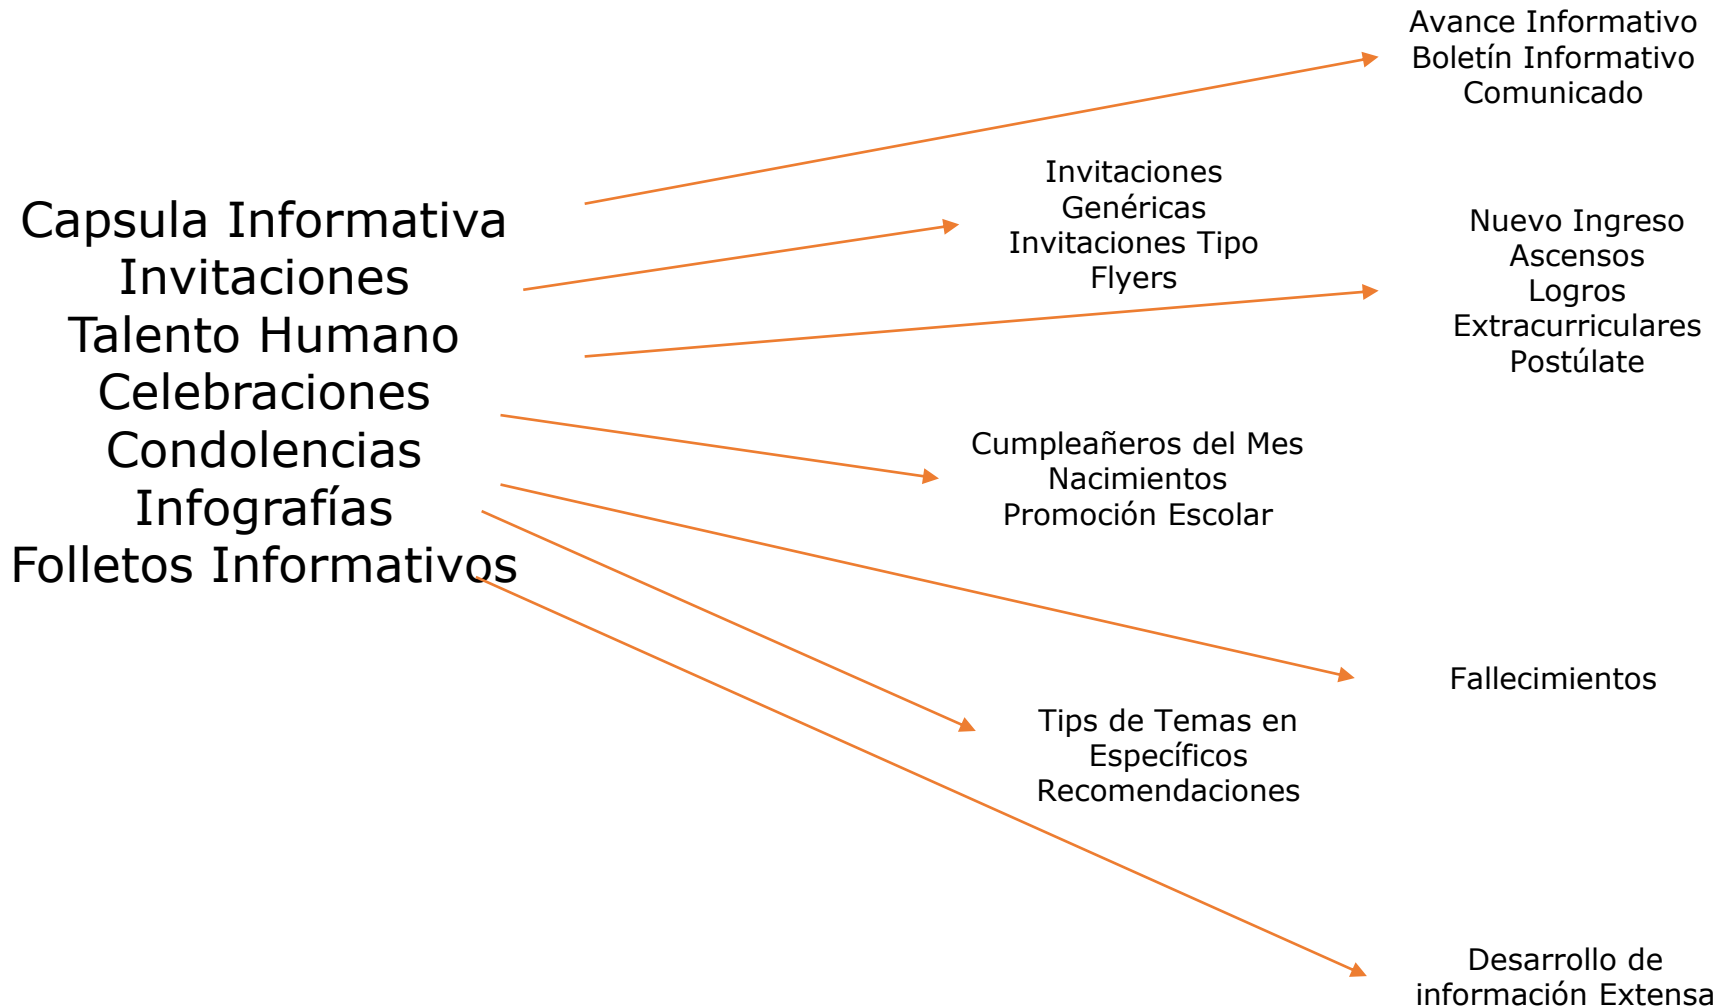 Capsula Informativa
Invitaciones
Talento Humano
Celebraciones
Condolencias
Infografías
Folletos Informativos
Avance Informativo
Boletín Informativo
Comunicado
Invitaciones
Genéricas
Invitaciones Tipo
Flyers
Nuevo Ingreso
Ascensos
Logros
Extracurriculares
Postúlate
Cumpleañeros del Mes
Nacimientos
Promoción Escolar
Fallecimientos
Tips de Temas en
Específicos
Recomendaciones
Desarrollo de
información Extensa